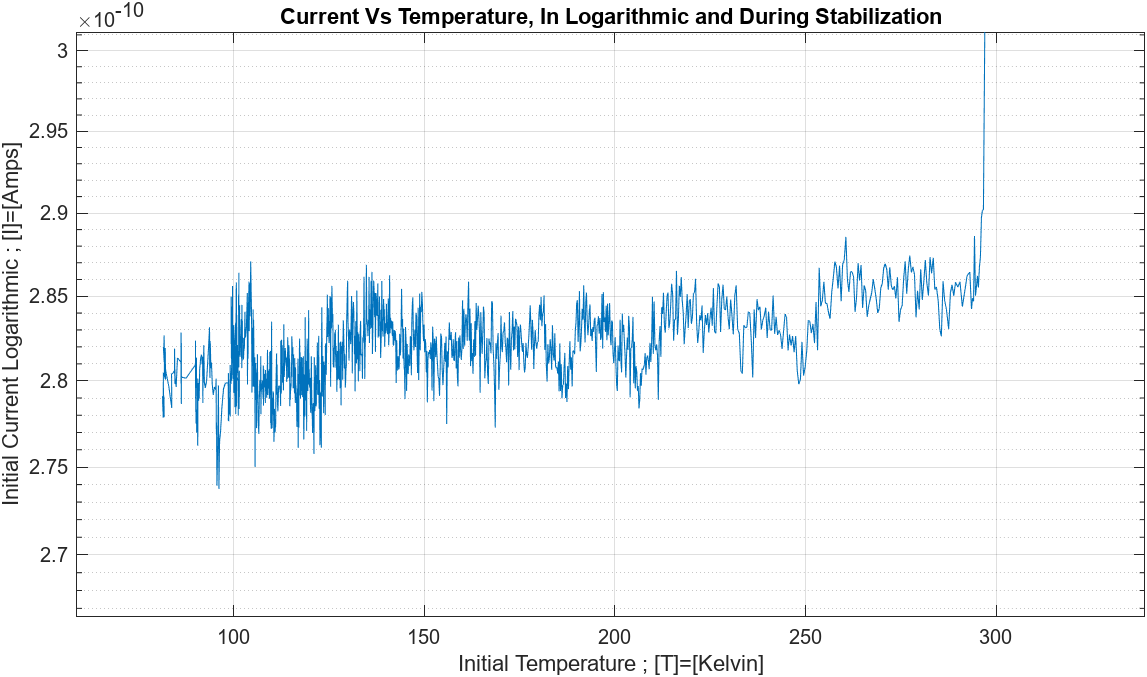 ×10^-10
Current Vs Temperature, In Logarithmic and During Stabilization
3
2.95
2.9
2.85
2.8
2.75
2.7
Initial Current Logarithmic ; [I]=[Amps]
100 150 200 250 300
Initial Temperature ; [T]=[Kelvin]